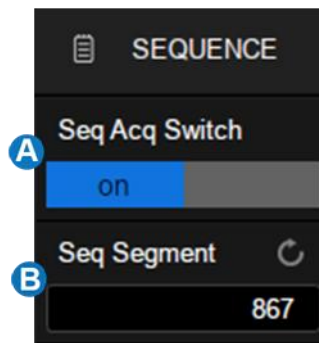 SEQUENCE
Seq Acq Switch
A
on
Seq Segment
B
867